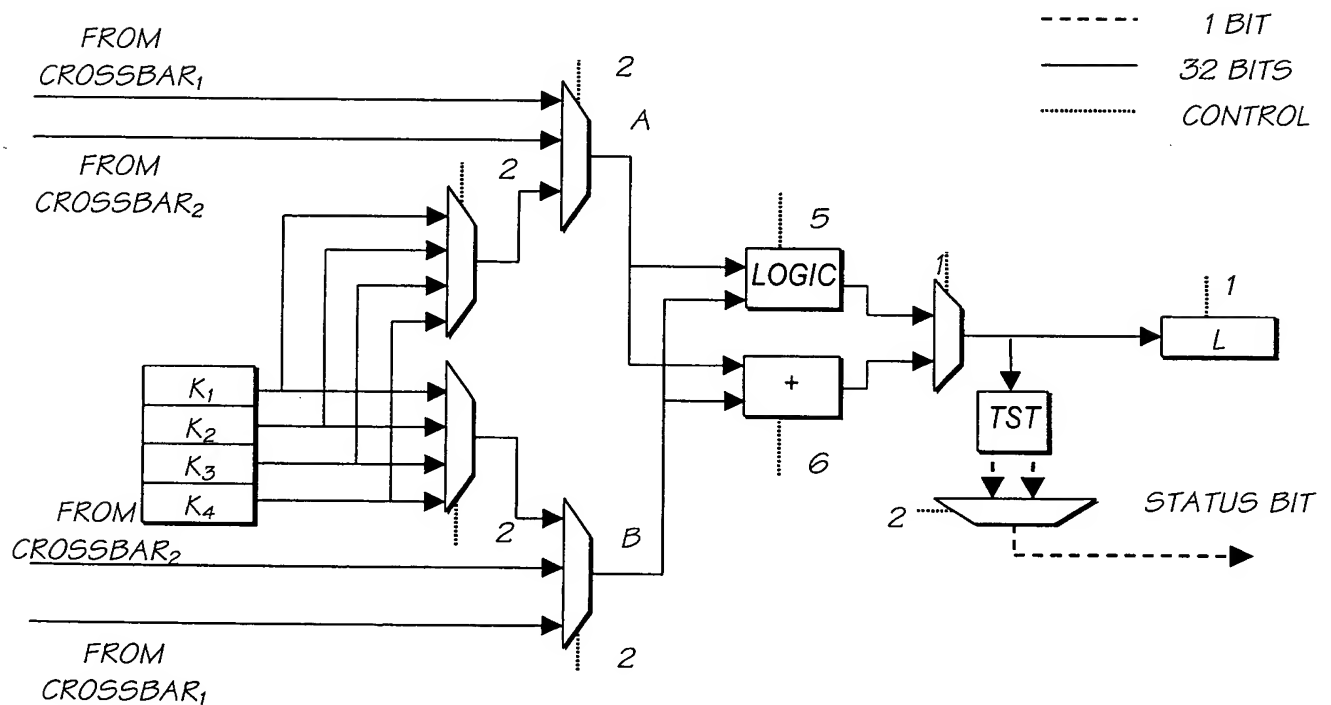 FROM
CROSSBAR₁
FROM
CROSSBAR₂
2
A
2
1 BIT
32 BITS
CONTROL
5
LOGIC
1
1
L
+
6
TST
2
STATUS BIT
K₁
K₂
K₃
K₄
2
FROM
CROSSBAR₂
B
2
FROM
CROSSBAR₁